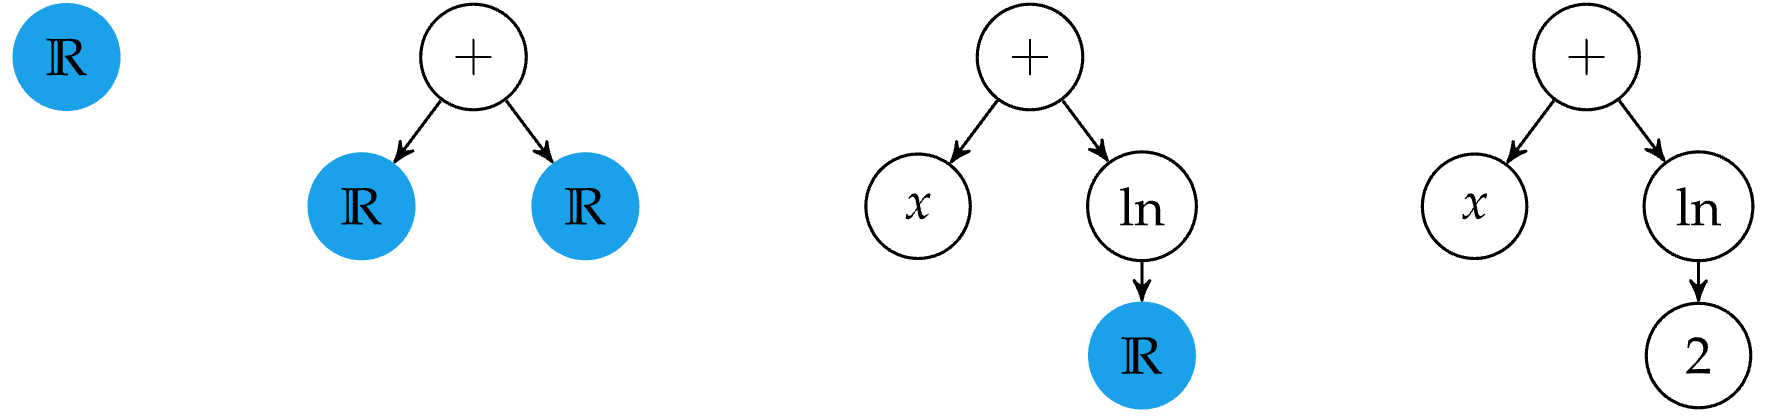 ℝ + + +
ℝ ℝ x ln x ln
ℝ 2